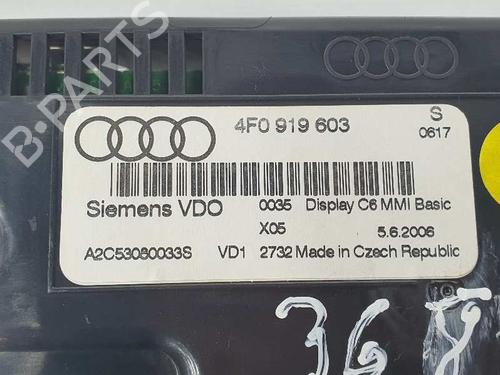 B-PARTS
4F0 919 603
S
0617
Siemens VDO
0035 Display C6 MMI Basic
X05 5.6.2006
A2C53080033S VD1 2732 Made in Czech Republic